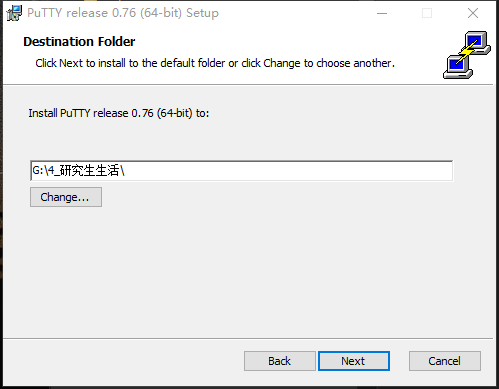 PuTTY release 0.76 (64-bit) Setup
Destination Folder
Click Next to install to the default folder or click Change to choose another.
Install PuTTY release 0.76 (64-bit) to:
G:\4_研究生生活\
Change...
Back Next Cancel